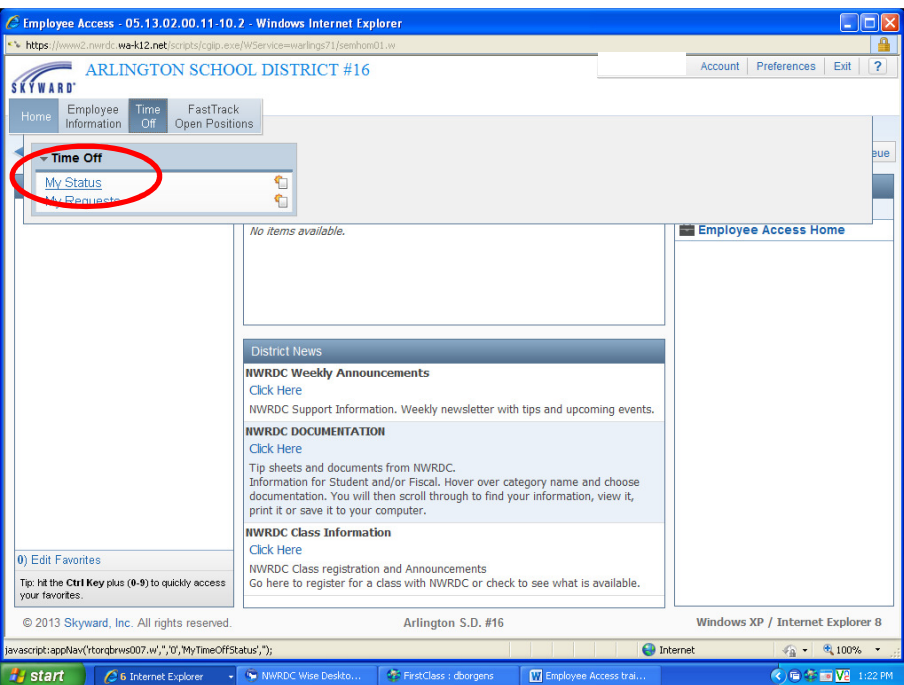 Employee Access - 05.13.02.00.11-10.2 - Windows Internet Explorer
https://www2.nwrdc.wa-k12.net/scripts/cgiip.exe/WService=warlings71/semhom01.w
SKYWARD
ARLINGTON SCHOOL DISTRICT #16
Account Preferences Exit ?
Home
Employee Information
Time Off
FastTrack Open Positions
eue
Time Off
My Status
My Requests
No items available.
Employee Access Home
District News
NWRDC Weekly Announcements
Click Here
NWRDC Support Information. Weekly newsletter with tips and upcoming events.
NWRDC DOCUMENTATION
Click Here
Tip sheets and documents from NWRDC.
Information for Student and/or Fiscal. Hover over category name and choose
documentation. You will then scroll through to find your information, view it,
print it or save it to your computer.
NWRDC Class Information
Click Here
NWRDC Class registration and Announcements
Go here to register for a class with NWRDC or check to see what is available.
0) Edit Favorites
Tip: hit the Ctrl Key plus (0-9) to quickly access
your favorites.
© 2013 Skyward, Inc. All rights reserved.
Arlington S.D. #16
Windows XP / Internet Explorer 8
javascript:appNav('rtorqbrws007.w','','0','MyTimeOffStatus','');
Internet
100%
start
6 Internet Explorer
NWRDC Wise Deskto...
FirstClass : dborgens
Employee Access trai...
1:22 PM